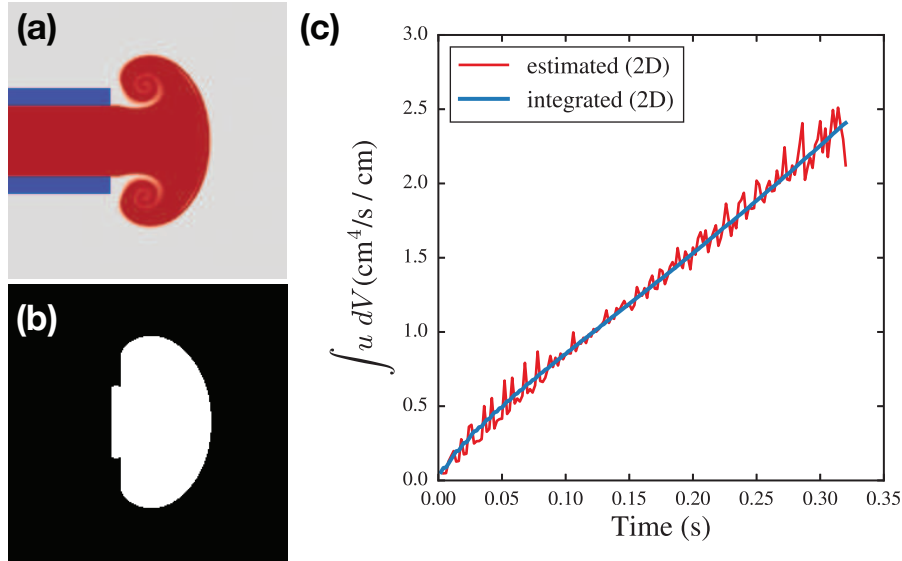 (a)
(b)
(c)
3.0
2.5
2.0
1.5
1.0
0.5
0.0
∫ u dV (cm⁴/s / cm)
estimated (2D)
integrated (2D)
0.00 0.05 0.10 0.15 0.20 0.25 0.30 0.35
Time (s)